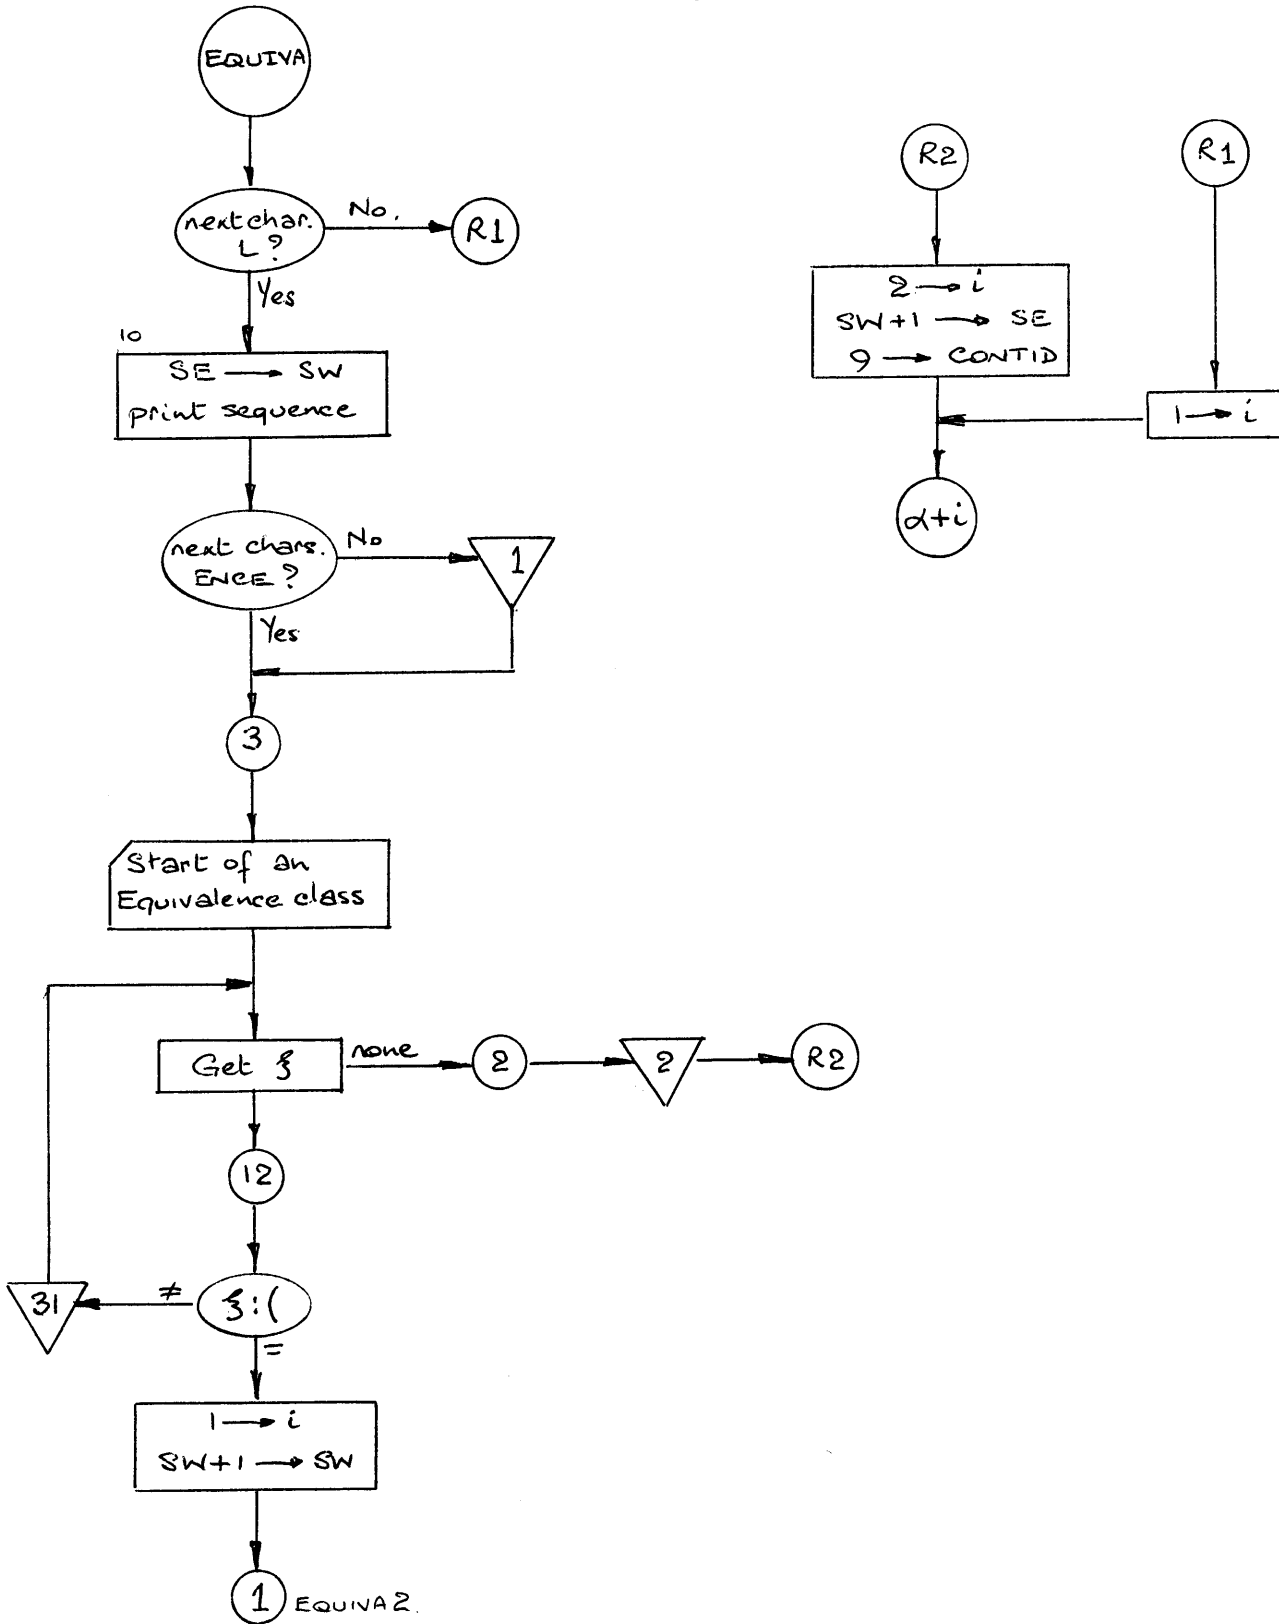 EQUIVA
next char.
L ?
No.
R1
Yes
10
SE → SW
print sequence
next chars.
ENCE ?
No
1
Yes
3
Start of an
Equivalence class
Get ξ
none
2
2
R2
12
ξ : (
≠
31
=
1 → i
SW+1 → SW
1
EQUIVA2.
R2
2 → i
SW+1 → SE
9 → CONTID
R1
1 → i
α+i